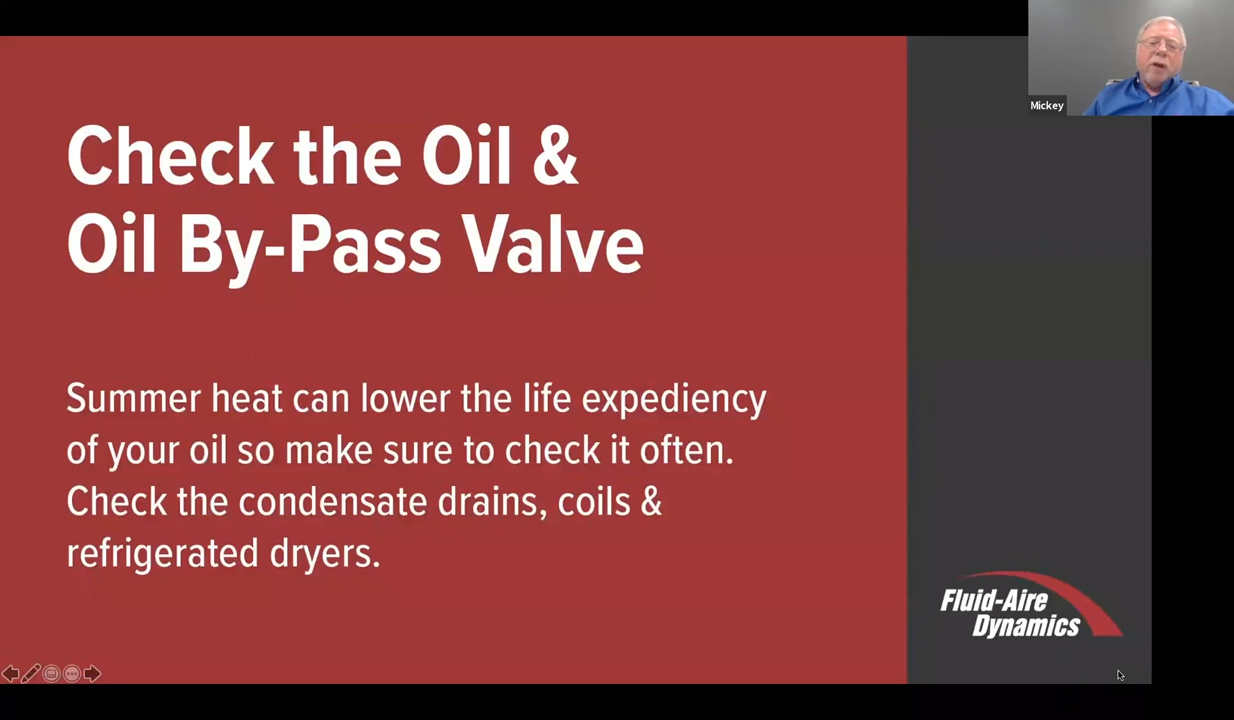 Check the Oil &
Oil By-Pass Valve
Summer heat can lower the life expediency
of your oil so make sure to check it often.
Check the condensate drains, coils &
refrigerated dryers.
Fluid-Aire
Dynamics
Mickey